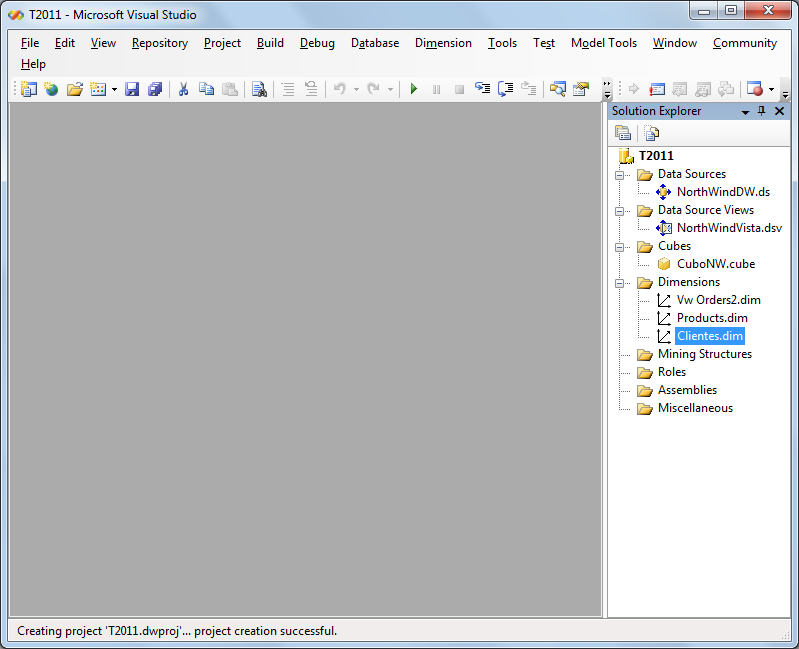 T2011 - Microsoft Visual Studio
File Edit View Repository Project Build Debug Database Dimension Tools Test Model Tools Window Community
Help
Solution Explorer
T2011
Data Sources
NorthWindDW.ds
Data Source Views
NorthWindVista.dsv
Cubes
CuboNW.cube
Dimensions
Vw Orders2.dim
Products.dim
Clientes.dim
Mining Structures
Roles
Assemblies
Miscellaneous
Creating project 'T2011.dwproj'... project creation successful.